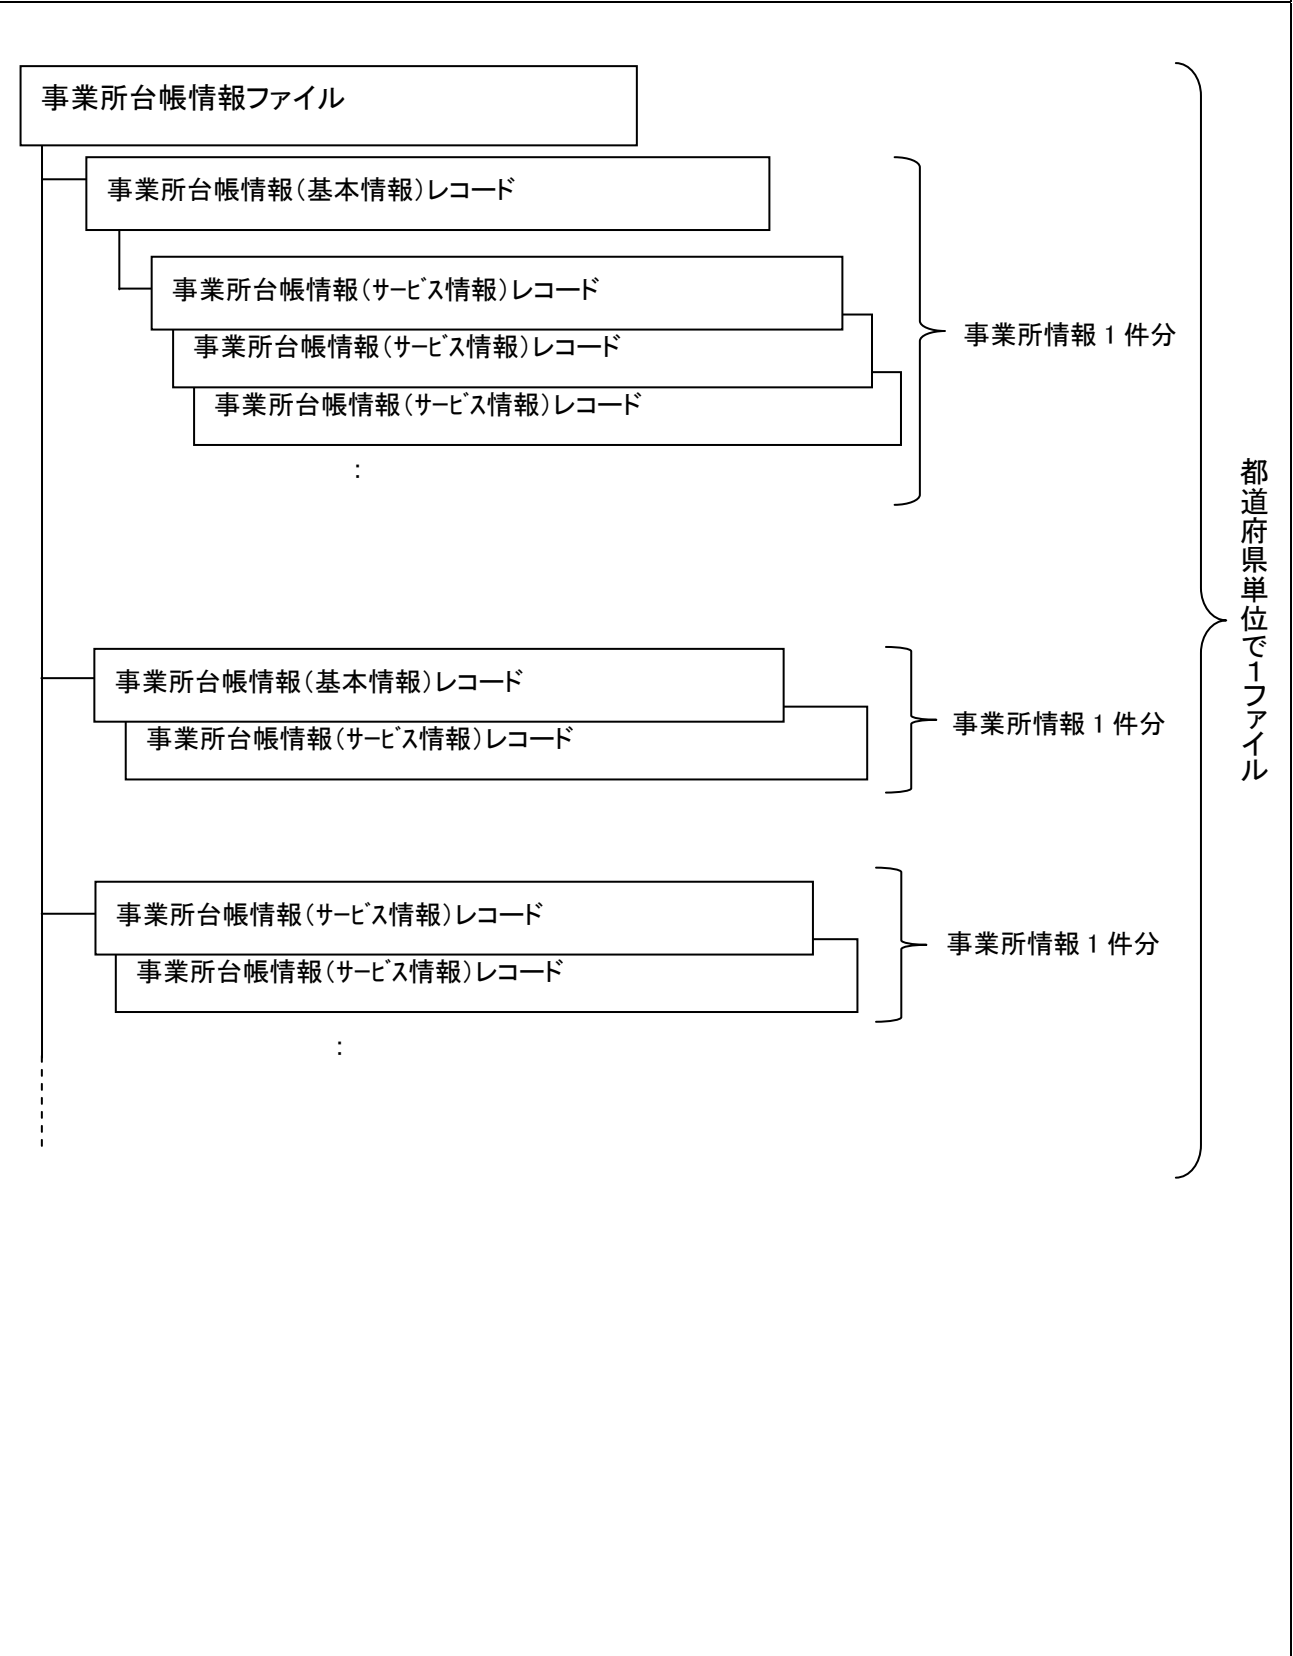 事業所台帳情報ファイル
事業所台帳情報（基本情報）レコード
事業所台帳情報（ｻｰﾋﾞｽ情報）レコード
事業所台帳情報（ｻｰﾋﾞｽ情報）レコード
事業所台帳情報（ｻｰﾋﾞｽ情報）レコード
：
事業所情報 1 件分
事業所台帳情報（基本情報）レコード
事業所台帳情報（ｻｰﾋﾞｽ情報）レコード
事業所情報 1 件分
事業所台帳情報（ｻｰﾋﾞｽ情報）レコード
事業所台帳情報（ｻｰﾋﾞｽ情報）レコード
：
事業所情報 1 件分
都道府県単位で１ファイル